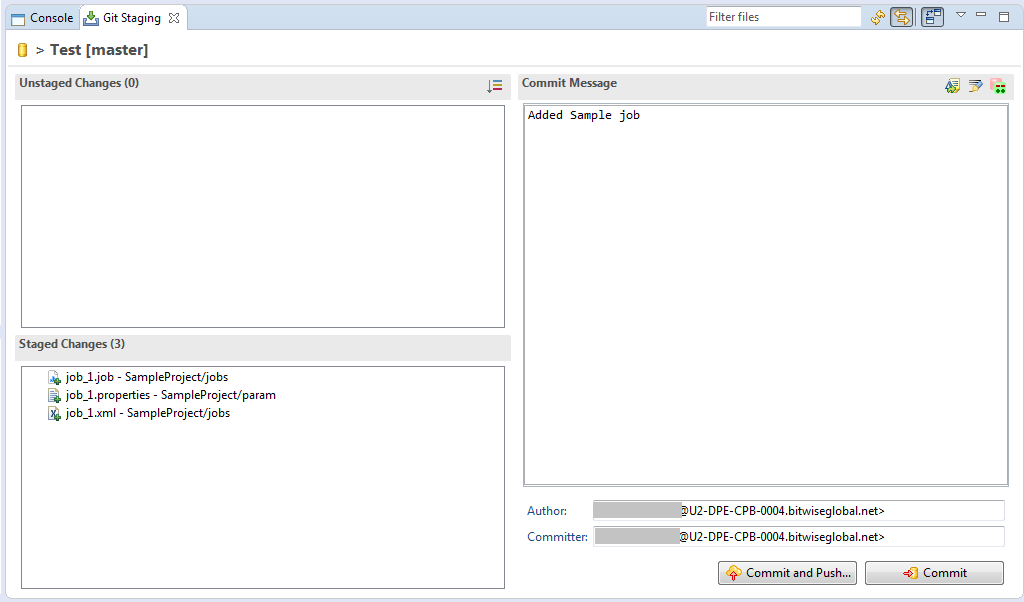 Console
Git Staging
Filter files
> Test [master]
Unstaged Changes (0)
Commit Message
Added Sample job
Staged Changes (3)
job_1.job - SampleProject/jobs
job_1.properties - SampleProject/param
job_1.xml - SampleProject/jobs
Author: @U2-DPE-CPB-0004.bitwiseglobal.net>
Committer: @U2-DPE-CPB-0004.bitwiseglobal.net>
Commit and Push...
Commit